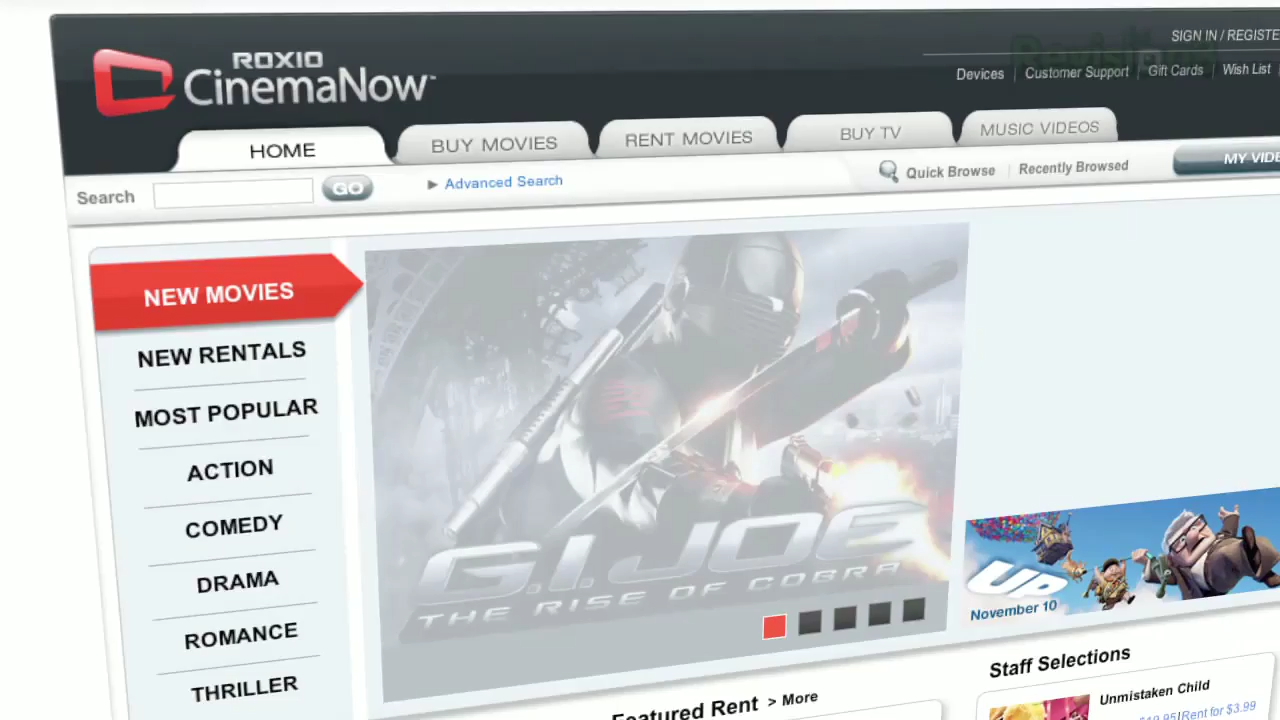 SIGN IN / REGISTE
Devices | Customer Support | Gift Cards | Wish List
ROXIO
CinemaNow
HOME
BUY MOVIES
RENT MOVIES
BUY TV
MUSIC VIDEOS
Search
GO
Advanced Search
Quick Browse | Recently Browsed
MY VIDE
NEW MOVIES
NEW RENTALS
MOST POPULAR
ACTION
COMEDY
DRAMA
ROMANCE
THRILLER
G.I.JOE
THE RISE OF COBRA
UP
November 10
Featured Rent > More
Staff Selections
Unmistaken Child
Rent for $3.99